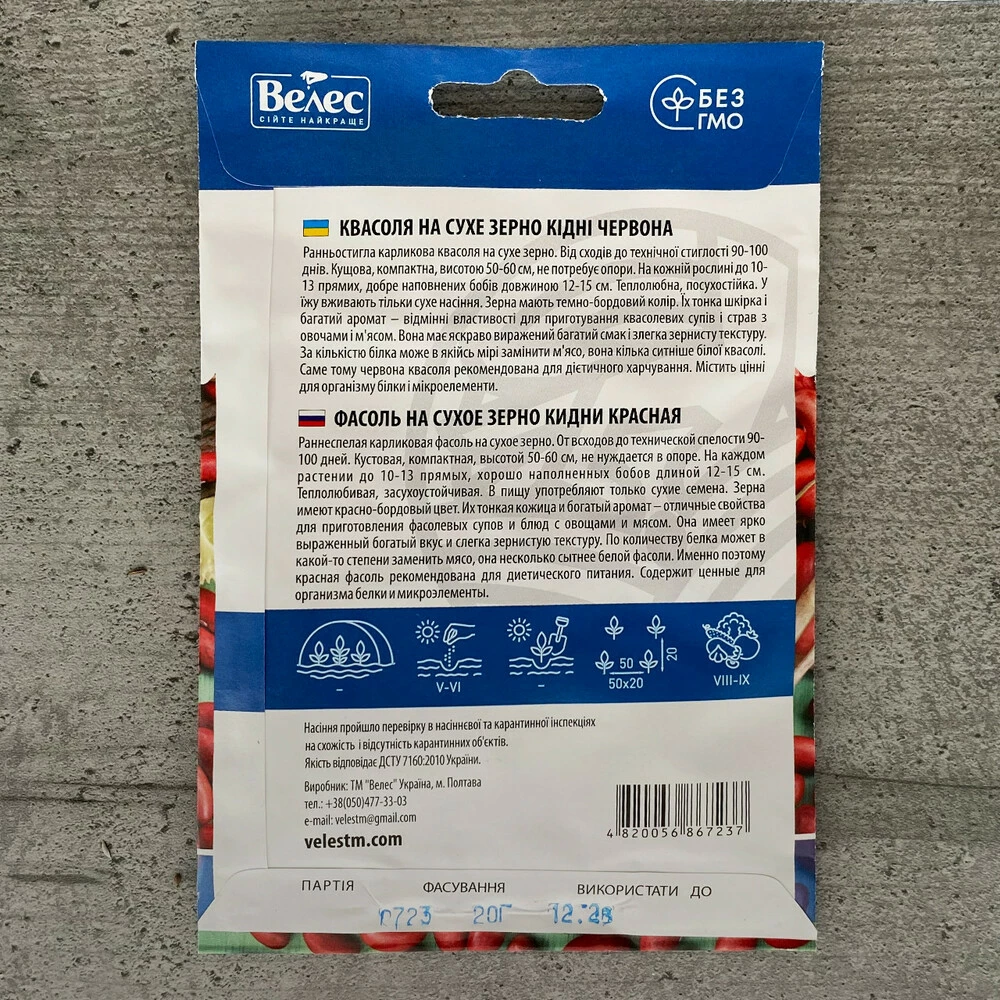 Велес
СІЙТЕ НАЙКРАЩЕ
БЕЗ
ГМО
КВАСОЛЯ НА СУХЕ ЗЕРНО КІДНІ ЧЕРВОНА
Ранньостигла карликова квасоля на сухе зерно. Від сходів до технічної стиглості 90-100
днів. Кущова, компактна, висотою 50-60 см, не потребує опори. На кожній рослині до 10-
13 прямих, добре наповнених бобів довжиною 12-15 см. Теплолюбна, посухостійка. У
їжу вживають тільки сухе насіння. Зерна мають темно-бордовий колір. Їх тонка шкірка і
багатий аромат – відмінні властивості для приготування квасолевих супів і страв з
овочами і м'ясом. Вона має яскраво виражений багатий смак і злегка зернисту текстуру.
За кількістю білка може в якійсь мірі замінити м'ясо, вона кілька ситніше білої квасолі.
Саме тому червона квасоля рекомендована для дієтичного харчування. Містить цінні
для організму білки і мікроелементи.
ФАСОЛЬ НА СУХОЕ ЗЕРНО КИДНИ КРАСНАЯ
Раннеспелая карликовая фасоль на сухое зерно. От всходов до технической спелости 90-
100 дней. Кустовая, компактная, высотой 50-60 см, не нуждается в опоре. На каждом
растении до 10-13 прямых, хорошо наполненных бобов длиной 12-15 см.
Теплолюбивая, засухоустойчивая. В пищу употребляют только сухие семена. Зерна
имеют красно-бордовый цвет. Их тонкая кожица и богатый аромат – отличные свойства
для приготовления фасолевых супов и блюд с овощами и мясом. Она имеет ярко
выраженный богатый вкус и слегка зернистую текстуру. По количеству белка может в
какой-то степени заменить мясо, она несколько сытнее белой фасоли. Именно поэтому
красная фасоль рекомендована для диетического питания. Содержит ценные для
организма белки и микроэлементы.
50
20
– V-VI – 50х20 VIII-IX
Насіння пройшло перевірку в насіннєвої та карантинної інспекціях
на схожість і відсутність карантинних об'єктів.
Якість відповідає ДСТУ 7160:2010 України.
Виробник: ТМ "Велес" Україна, м. Полтава
тел.: +38(050)477-33-03
e-mail: velestm@gmail.com
velestm.com
4 820056 867237
ПАРТІЯ ФАСУВАННЯ ВИКОРИСТАТИ ДО
20Г